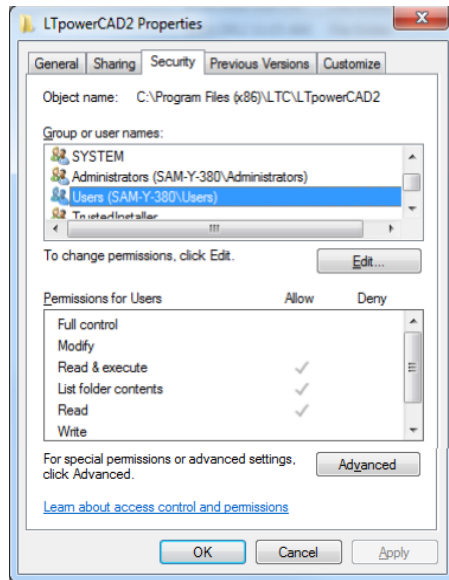 LTpowerCAD2 Properties
General Sharing Security Previous Versions Customize
Object name: C:\Program Files (x86)\LTC\LTpowerCAD2
Group or user names:
SYSTEM
Administrators (SAM-Y-380\Administrators)
Users (SAM-Y-380\Users)
TrustedInstaller
To change permissions, click Edit.
Edit...
Permissions for Users Allow Deny
Full control
Modify
Read & execute
List folder contents
Read
Write
For special permissions or advanced settings,
click Advanced.
Advanced
Learn about access control and permissions
OK Cancel Apply